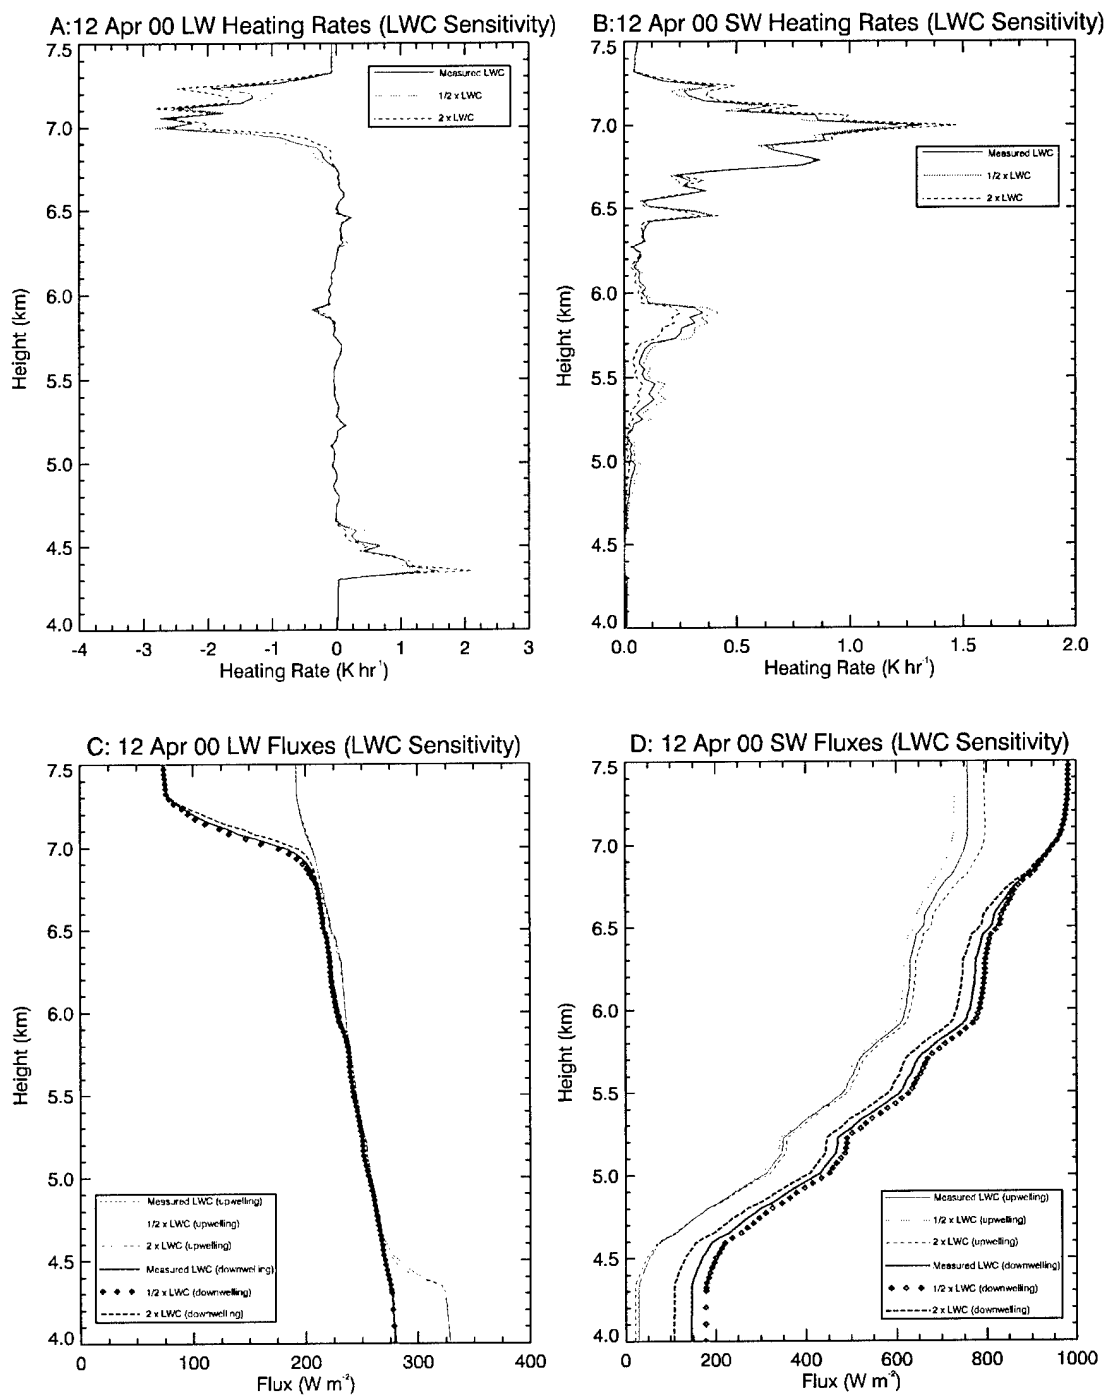 A:12 Apr 00 LW Heating Rates (LWC Sensitivity)
7.5
7.0
6.5
6.0
5.5
5.0
4.5
4.0
Height (km)
Measured LWC
1/2 x LWC
2 x LWC
-4 -3 -2 -1 0 1 2 3
Heating Rate (K hr⁻¹)
B:12 Apr 00 SW Heating Rates (LWC Sensitivity)
7.5
7.0
6.5
6.0
5.5
5.0
4.5
4.0
Height (km)
Measured LWC
1/2 x LWC
2 x LWC
0.0 0.5 1.0 1.5 2.0
Heating Rate (K hr⁻¹)
C: 12 Apr 00 LW Fluxes (LWC Sensitivity)
7.5
7.0
6.5
6.0
5.5
5.0
4.5
4.0
Height (km)
Measured LWC (upwelling)
1/2 x LWC (upwelling)
2 x LWC (upwelling)
Measured LWC (downwelling)
1/2 x LWC (downwelling)
2 x LWC (downwelling)
0 100 200 300 400
Flux (W m⁻²)
D: 12 Apr 00 SW Fluxes (LWC Sensitivity)
7.5
7.0
6.5
6.0
5.5
5.0
4.5
4.0
Height (km)
Measured LWC (upwelling)
1/2 x LWC (upwelling)
2 x LWC (upwelling)
Measured LWC (downwelling)
1/2 x LWC (downwelling)
2 x LWC (downwelling)
0 200 400 600 800 1000
Flux (W m⁻²)